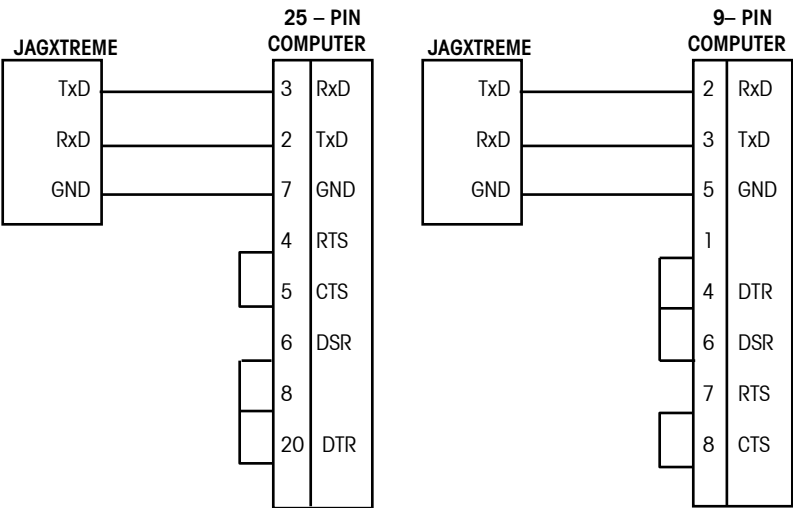 25 – PIN
COMPUTER
JAGXTREME
TxD 3 RxD
RxD 2 TxD
GND 7 GND
4 RTS
5 CTS
6 DSR
8
20 DTR
9– PIN
COMPUTER
JAGXTREME
TxD 2 RxD
RxD 3 TxD
GND 5 GND
1
4 DTR
6 DSR
7 RTS
8 CTS